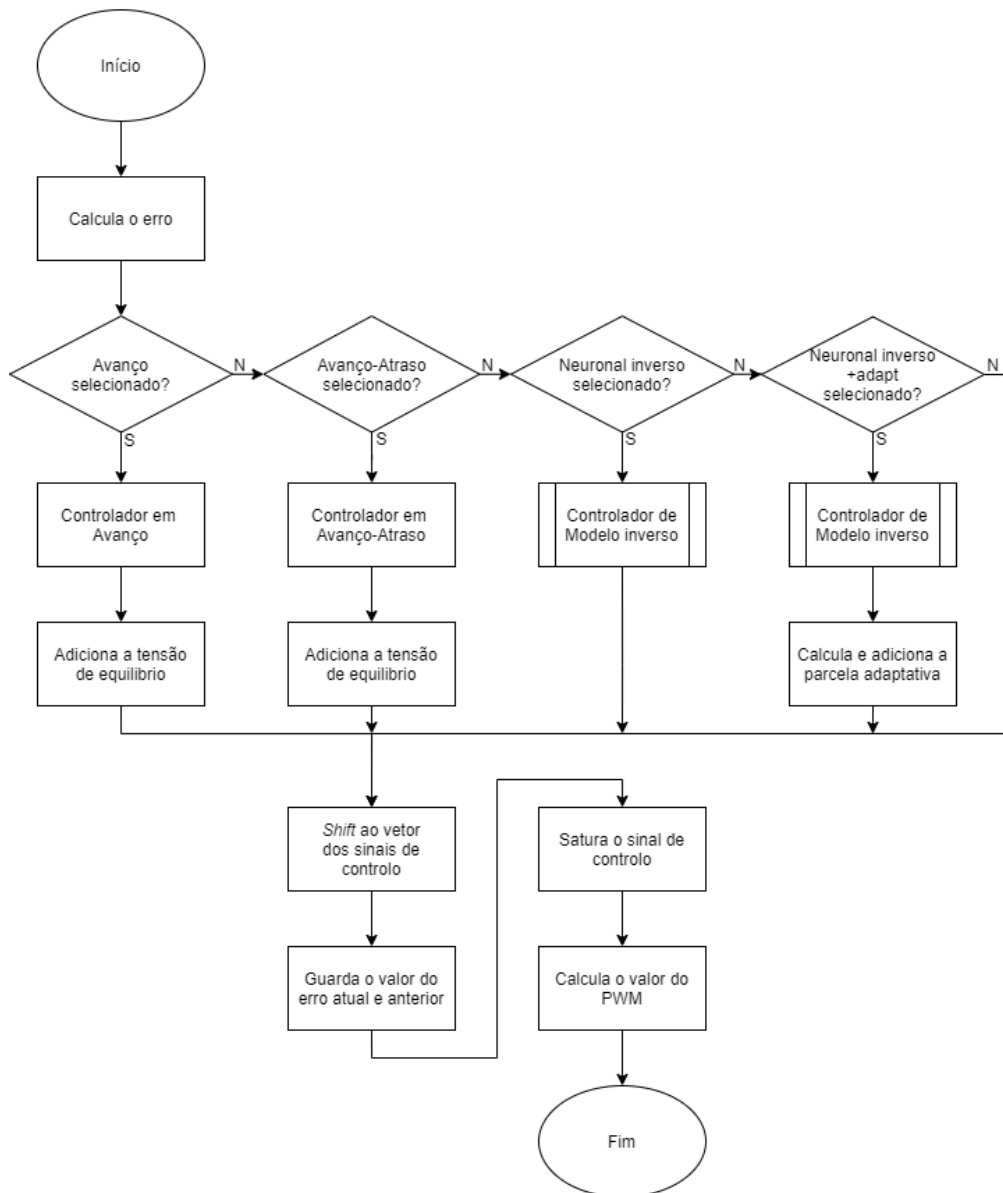 Início
Calcula o erro
Avanço
selecionado?
N
Avanço-Atraso
selecionado?
N
Neuronal inverso
selecionado?
N
Neuronal inverso
+adapt
selecionado?
N
S
S
S
S
Controlador em
Avanço
Controlador em
Avanço-Atraso
Controlador de
Modelo inverso
Controlador de
Modelo inverso
Adiciona a tensão
de equilibrio
Adiciona a tensão
de equilibrio
Calcula e adiciona a
parcela adaptativa
Shift ao vetor
dos sinais de
controlo
Satura o sinal de
controlo
Guarda o valor do
erro atual e anterior
Calcula o valor do
PWM
Fim